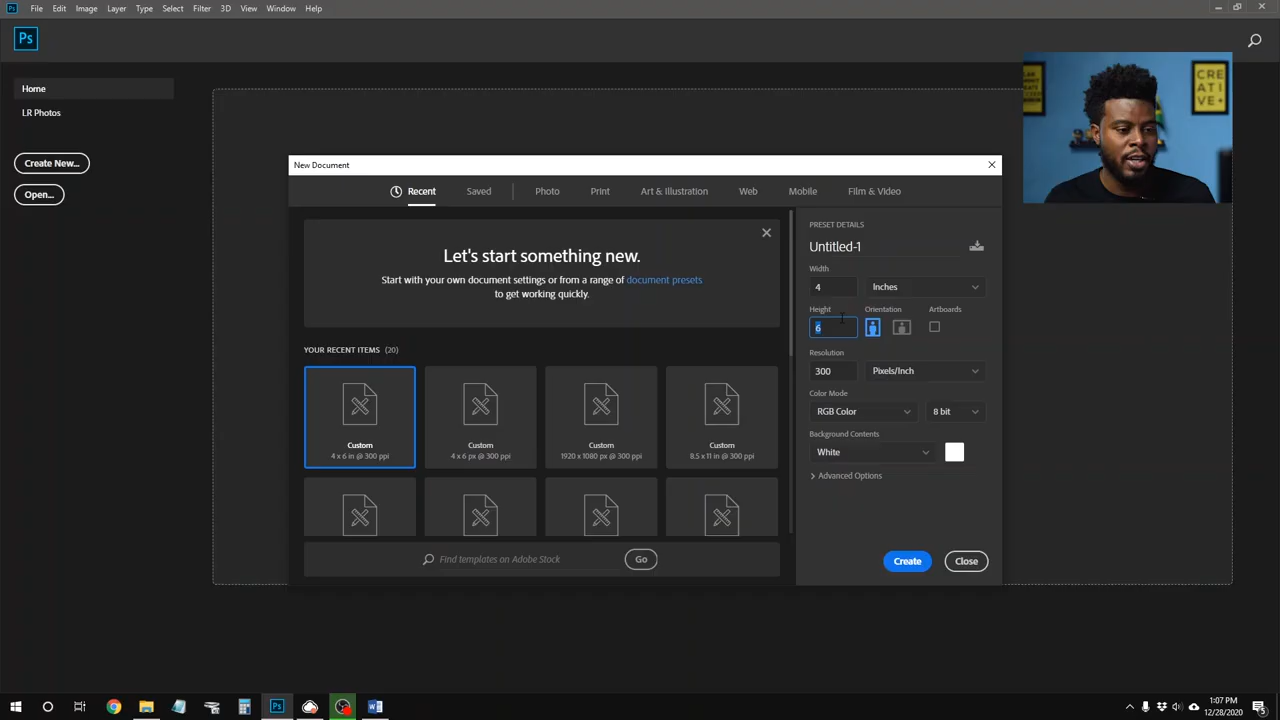 Ps File Edit Image Layer Type Select Filter 3D View Window Help
Ps
Home
LR Photos
Create New...
Open...
CRE
ATIVE+
New Document
Recent Saved Photo Print Art & Illustration Web Mobile Film & Video
Let's start something new.
Start with your own document settings or from a range of document presets
to get working quickly.
YOUR RECENT ITEMS (20)
Custom
4 x 6 in @ 300 ppi
Custom
4 x 6 px @ 300 ppi
Custom
1920 x 1080 px @ 300 ppi
Custom
8.5 x 11 in @ 300 ppi
Find templates on Adobe Stock Go
PRESET DETAILS
Untitled-1
Width
4 Inches
Height Orientation Artboards
6
Resolution
300 Pixels/Inch
Color Mode
RGB Color 8 bit
Background Contents
White
Advanced Options
Create Close
Ps
1:07 PM
12/28/2020